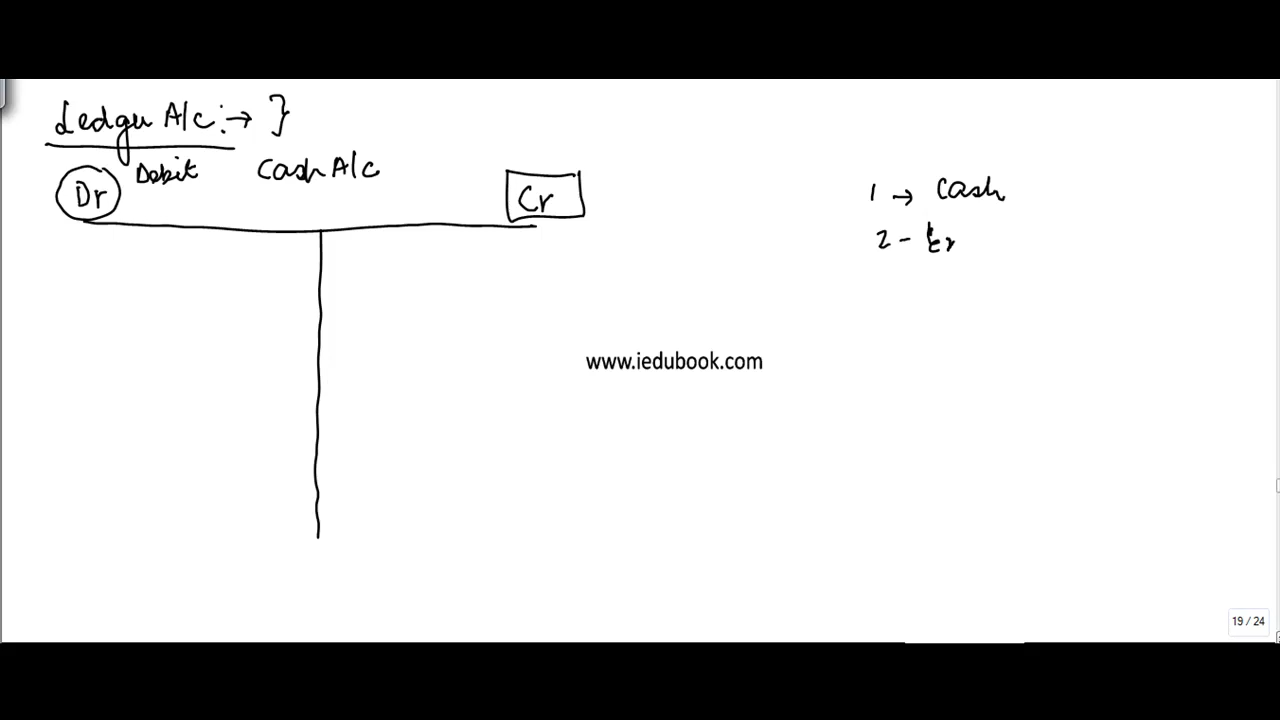 Ledger A/c :→ }
Debit Cash A/c
Dr Cr
1 → Cash
2 -
www.iedubook.com
19 / 24